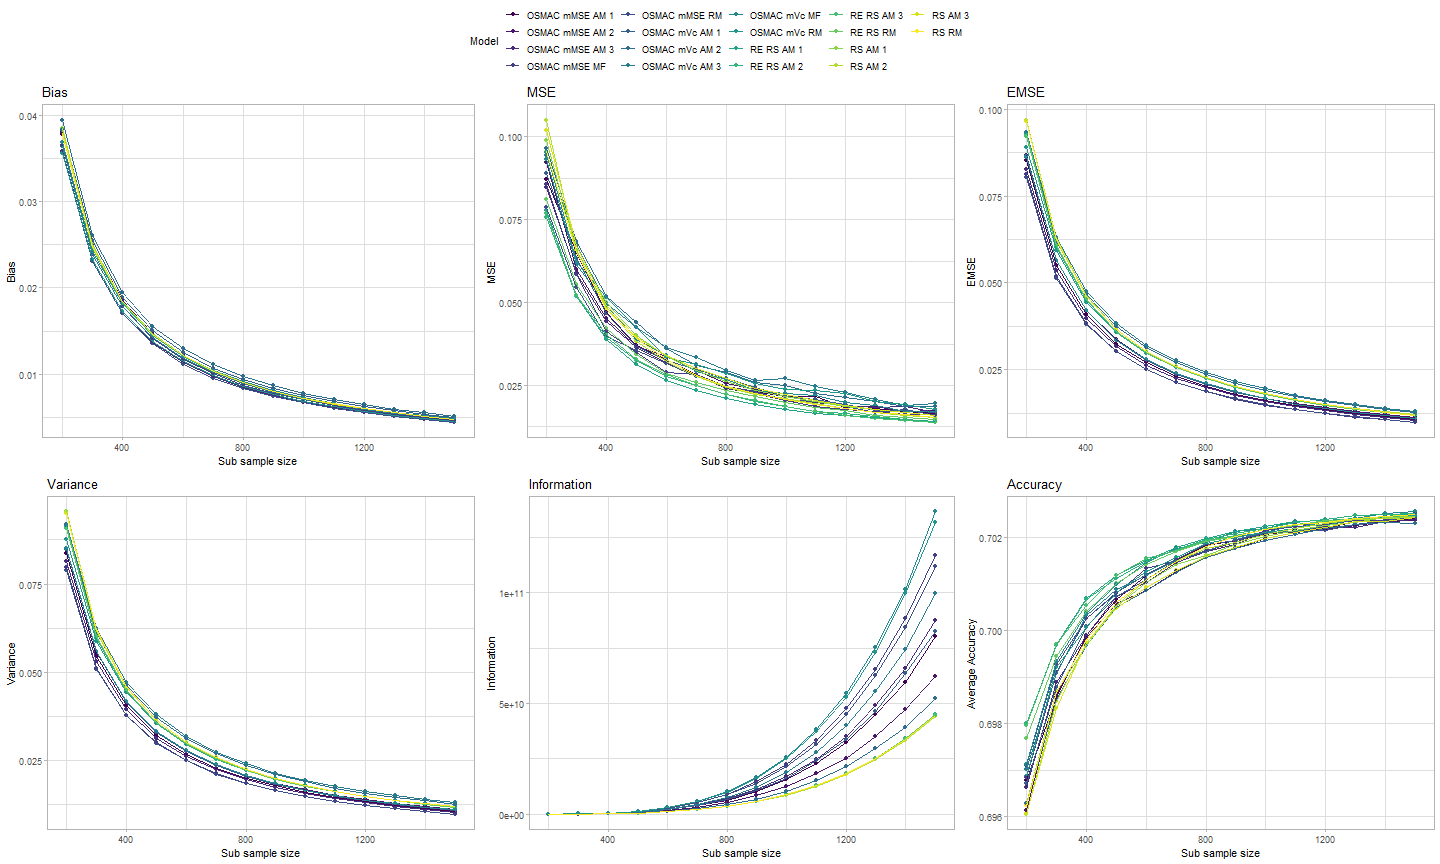 OSMAC mMSE AM 1 OSMAC mMSE RM OSMAC mVc MF RE RS AM 3 RS AM 3
OSMAC mMSE AM 2 OSMAC mVc AM 1 OSMAC mVc RM RE RS RM RS RM
Model
OSMAC mMSE AM 3 OSMAC mVc AM 2 RE RS AM 1 RS AM 1
OSMAC mMSE MF OSMAC mVc AM 3 RE RS AM 2 RS AM 2
Bias
0.04
0.03
0.02
0.01
Bias
400 800 1200
Sub sample size
MSE
0.100
0.075
0.050
0.025
MSE
400 800 1200
Sub sample size
EMSE
0.100
0.075
0.050
0.025
EMSE
400 800 1200
Sub sample size
Variance
0.075
0.050
0.025
Variance
400 800 1200
Sub sample size
Information
1e+11
5e+10
0e+00
Information
400 800 1200
Sub sample size
Accuracy
0.702
0.700
0.698
0.696
Average Accuracy
400 800 1200
Sub sample size